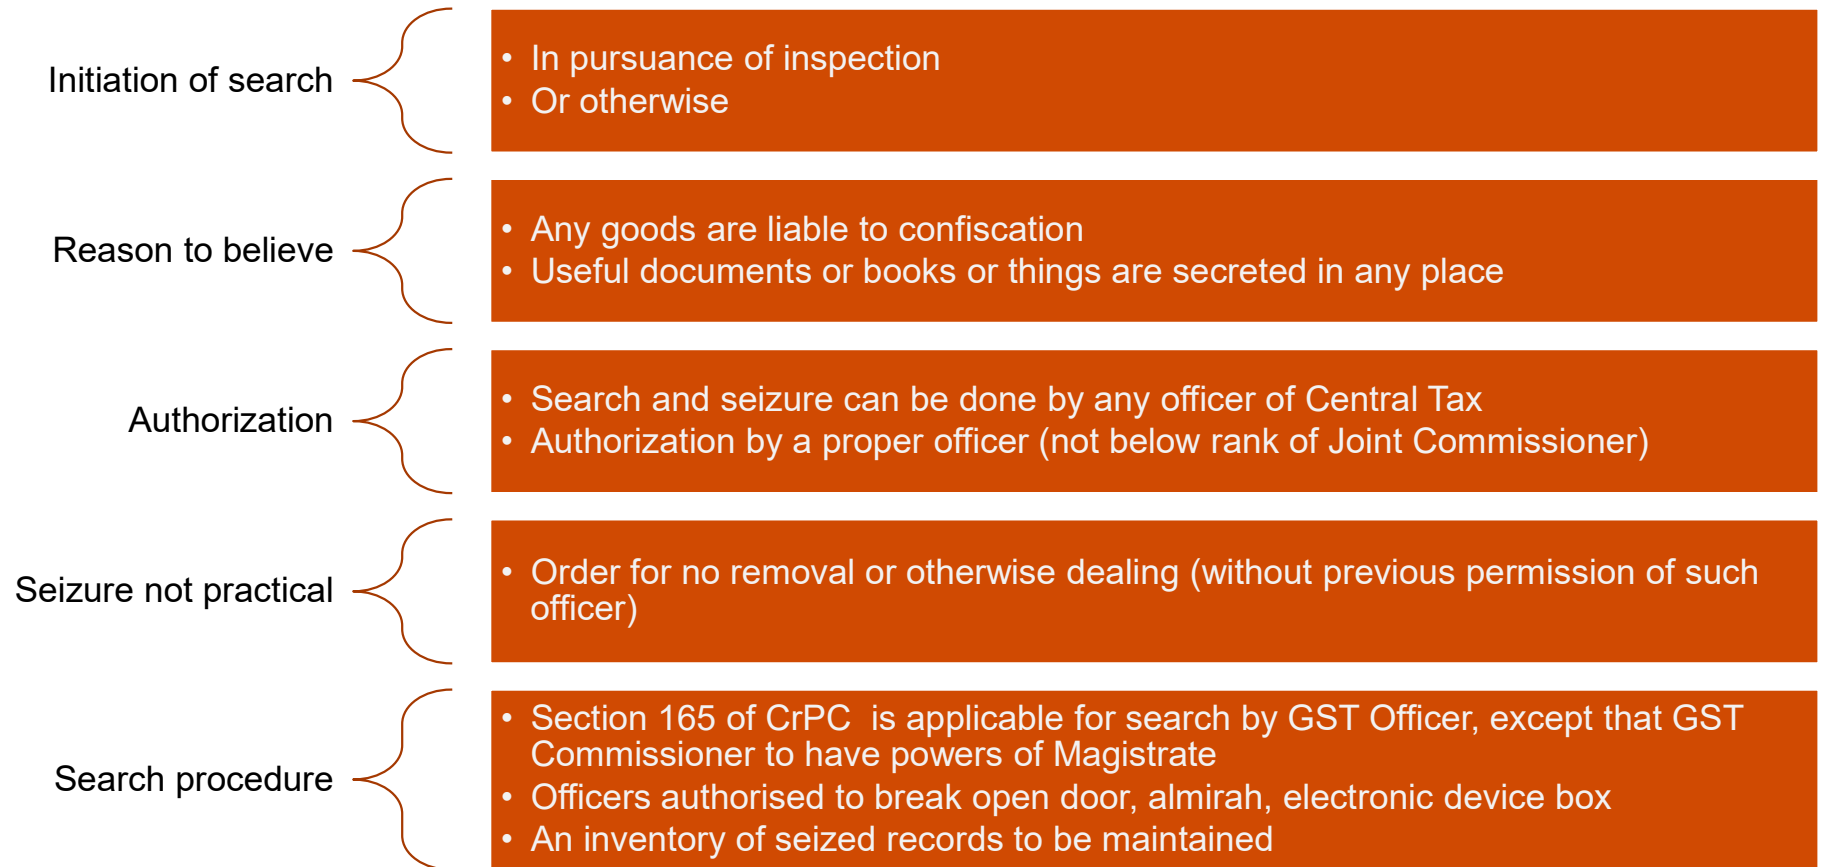 Initiation of search
• In pursuance of inspection
• Or otherwise
Reason to believe
• Any goods are liable to confiscation
• Useful documents or books or things are secreted in any place
Authorization
• Search and seizure can be done by any officer of Central Tax
• Authorization by a proper officer (not below rank of Joint Commissioner)
Seizure not practical
• Order for no removal or otherwise dealing (without previous permission of such
officer)
Search procedure
• Section 165 of CrPC is applicable for search by GST Officer, except that GST
Commissioner to have powers of Magistrate
• Officers authorised to break open door, almirah, electronic device box
• An inventory of seized records to be maintained